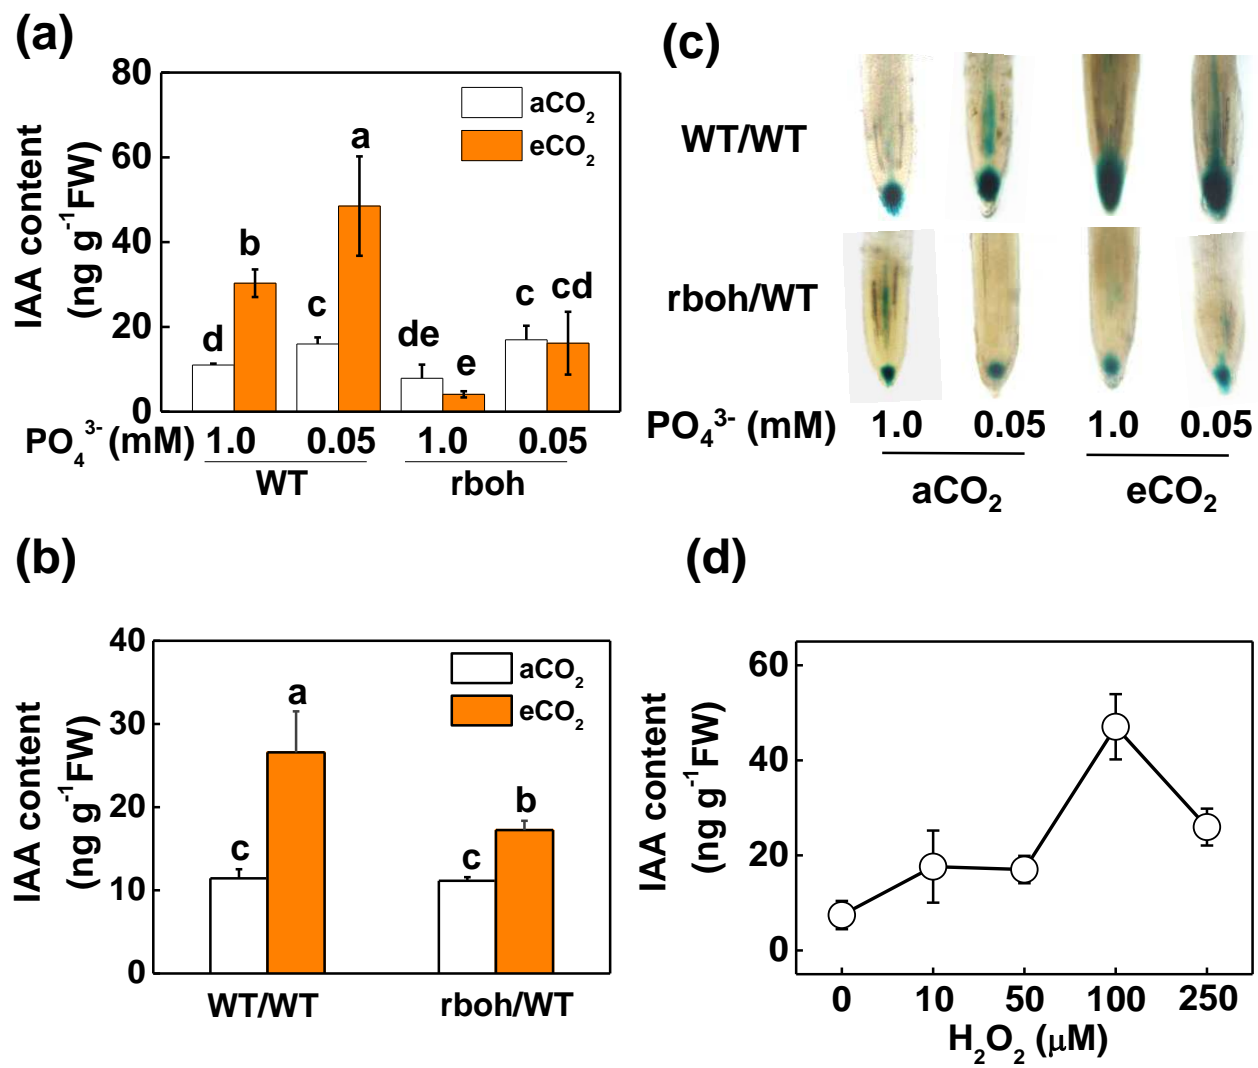 (a)
80
60
40
20
0
IAA content
(ng g⁻¹FW)
aCO₂
eCO₂
d
b
c
a
de
e
c
cd
PO₄³⁻ (mM) 1.0 0.05 1.0 0.05
WT rboh
(c)
WT/WT
rboh/WT
PO₄³⁻ (mM) 1.0 0.05 1.0 0.05
aCO₂ eCO₂
(b)
40
30
20
10
0
IAA content
(ng g⁻¹FW)
aCO₂
eCO₂
c
a
c
b
WT/WT rboh/WT
(d)
60
40
20
0
IAA content
(ng g⁻¹FW)
0 10 50 100 250
H₂O₂ (μM)